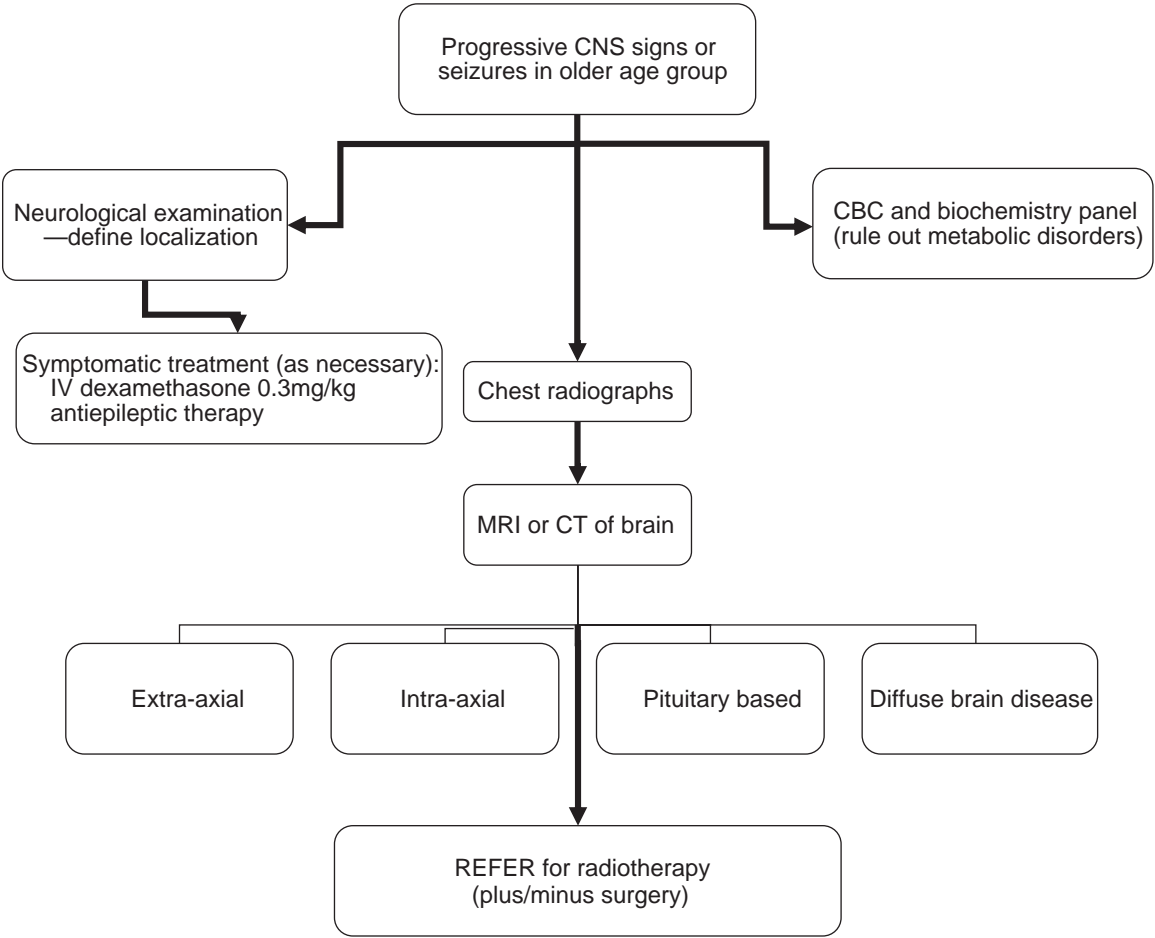 Progressive CNS signs or
seizures in older age group
Neurological examination
—define localization
CBC and biochemistry panel
(rule out metabolic disorders)
Symptomatic treatment (as necessary):
IV dexamethasone 0.3mg/kg
antiepileptic therapy
Chest radiographs
MRI or CT of brain
Extra-axial
Intra-axial
Pituitary based
Diffuse brain disease
REFER for radiotherapy
(plus/minus surgery)